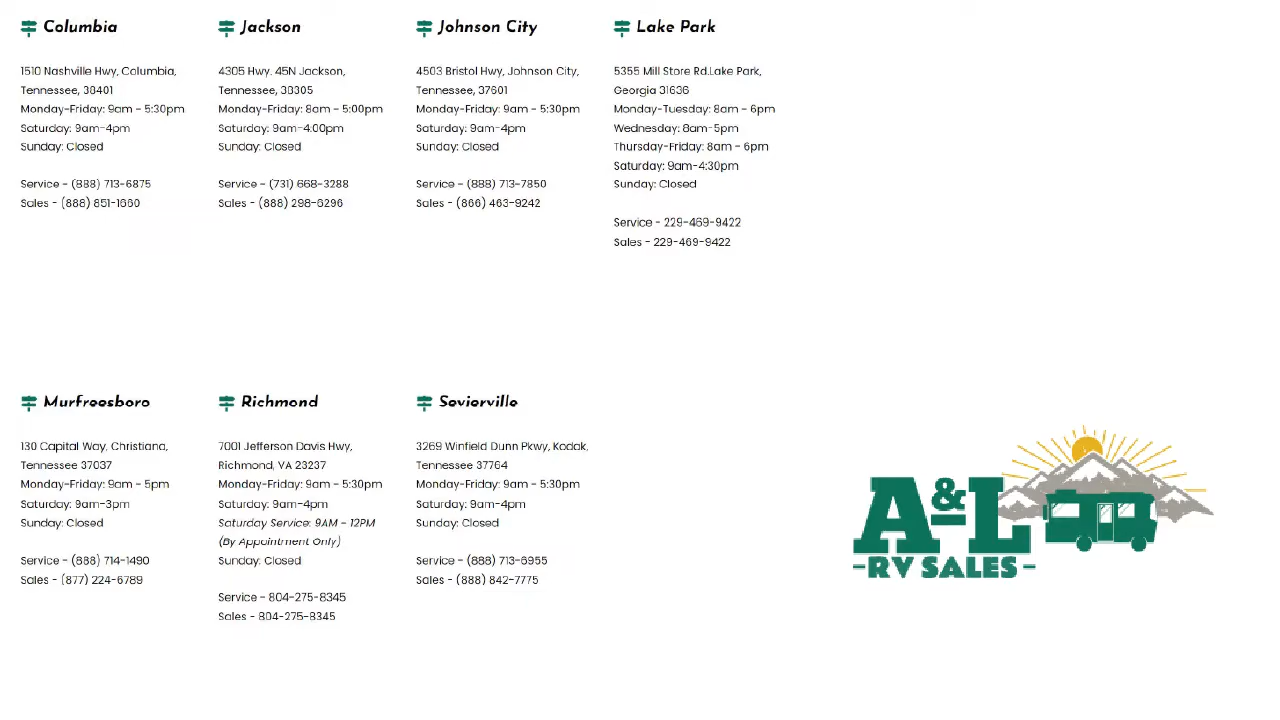 Columbia
1510 Nashville Hwy, Columbia,
Tennessee, 38401
Monday-Friday: 9am - 5:30pm
Saturday: 9am-4pm
Sunday: Closed
Service - (888) 713-6875
Sales - (888) 851-1660
Jackson
4305 Hwy. 45N Jackson,
Tennessee, 38305
Monday-Friday: 8am - 5:00pm
Saturday: 9am-4:00pm
Sunday: Closed
Service - (731) 668-3288
Sales - (888) 298-6296
Johnson City
4503 Bristol Hwy, Johnson City,
Tennessee, 37601
Monday-Friday: 9am - 5:30pm
Saturday: 9am-4pm
Sunday: Closed
Service - (888) 713-7850
Sales - (866) 463-9242
Lake Park
5355 Mill Store Rd.Lake Park,
Georgia 31636
Monday-Tuesday: 8am - 6pm
Wednesday: 8am-5pm
Thursday-Friday: 8am - 6pm
Saturday: 9am-4:30pm
Sunday: Closed
Service - 229-469-9422
Sales - 229-469-9422
Murfreesboro
130 Capital Way, Christiana,
Tennessee 37037
Monday-Friday: 9am - 5pm
Saturday: 9am-3pm
Sunday: Closed
Service - (888) 714-1490
Sales - (877) 224-6789
Richmond
7001 Jefferson Davis Hwy,
Richmond, VA 23237
Monday-Friday: 9am - 5:30pm
Saturday: 9am-4pm
Saturday Service: 9AM - 12PM
(By Appointment Only)
Sunday: Closed
Service - 804-275-8345
Sales - 804-275-8345
Sevierville
3269 Winfield Dunn Pkwy, Kodak,
Tennessee 37764
Monday-Friday: 9am - 5:30pm
Saturday: 9am-4pm
Sunday: Closed
Service - (888) 713-6955
Sales - (888) 842-7775
A&L
-RV SALES-